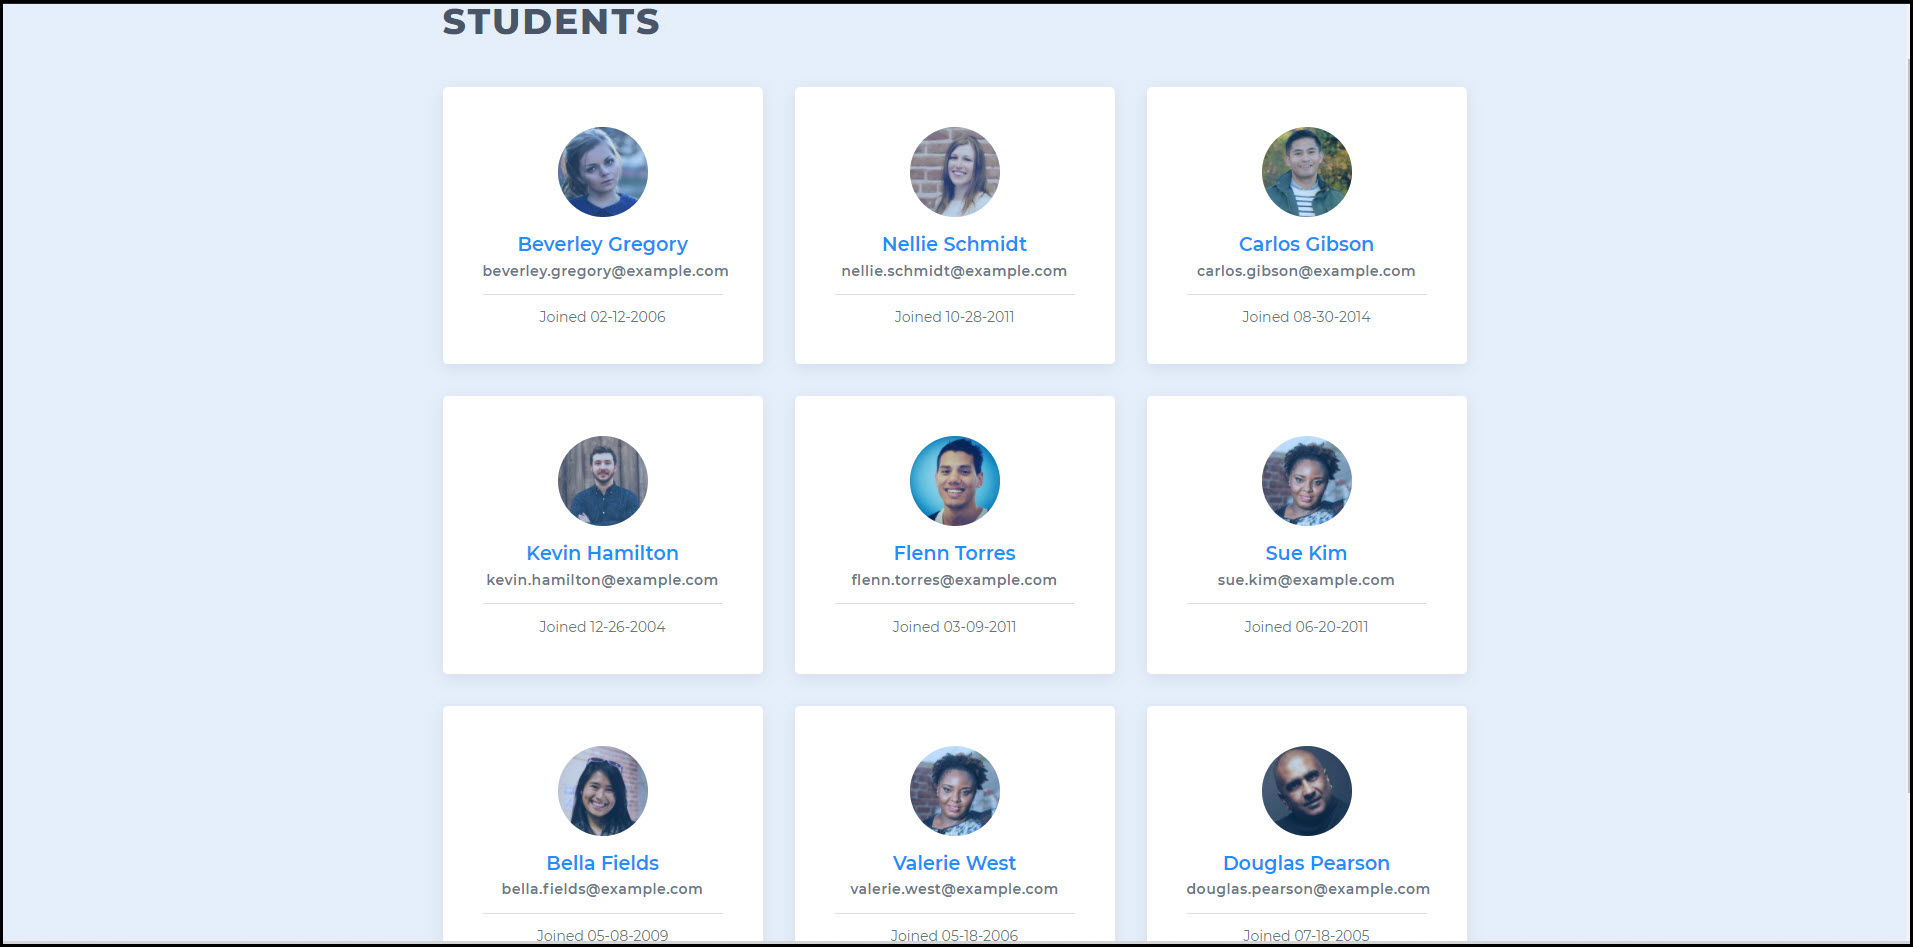 STUDENTS
Beverley Gregory
beverley.gregory@example.com
Joined 02-12-2006
Nellie Schmidt
nellie.schmidt@example.com
Joined 10-28-2011
Carlos Gibson
carlos.gibson@example.com
Joined 08-30-2014
Kevin Hamilton
kevin.hamilton@example.com
Joined 12-26-2004
Flenn Torres
flenn.torres@example.com
Joined 03-09-2011
Sue Kim
sue.kim@example.com
Joined 06-20-2011
Bella Fields
bella.fields@example.com
Joined 05-08-2009
Valerie West
valerie.west@example.com
Joined 05-18-2006
Douglas Pearson
douglas.pearson@example.com
Joined 07-18-2005